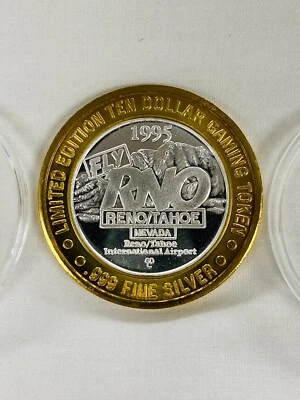 LIMITED EDITION TEN DOLLAR GAMING TOKEN
1995
FLY
RNO
RENO/TAHOE
NEVADA
Reno/Tahoe
International Airport
.999 FINE SILVER